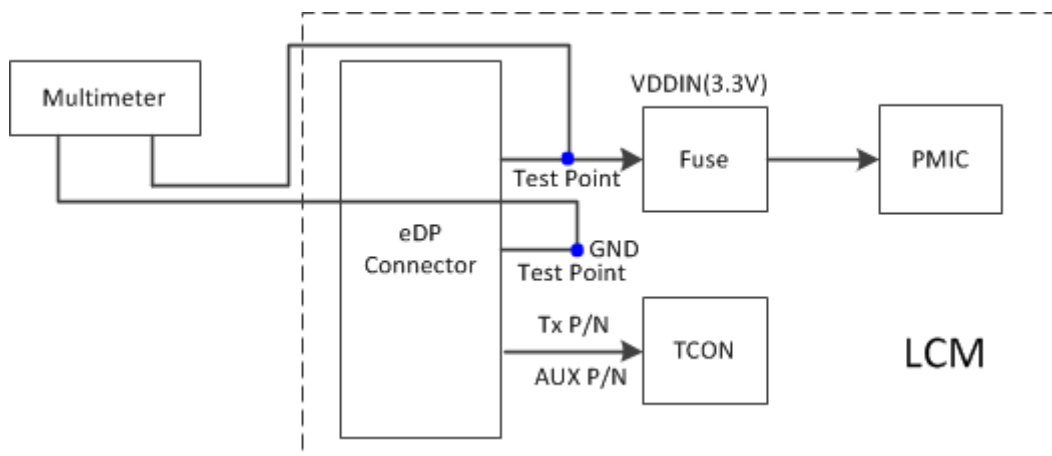 Multimeter
VDDIN(3.3V)
Fuse
PMIC
Test Point
eDP
Connector
GND
Test Point
Tx P/N
AUX P/N
TCON
LCM